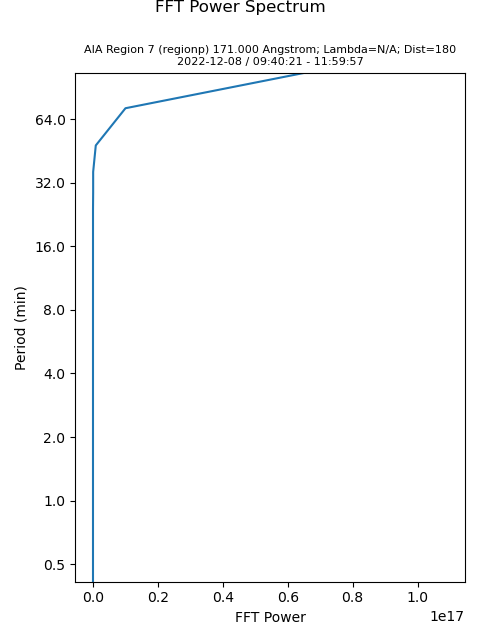 FFT Power Spectrum
AIA Region 7 (regionp) 171.000 Angstrom; Lambda=N/A; Dist=180
2022-12-08 / 09:40:21 - 11:59:57
64.0
32.0
16.0
8.0
4.0
2.0
1.0
0.5
Period (min)
0.0 0.2 0.4 0.6 0.8 1.0
1e17
FFT Power